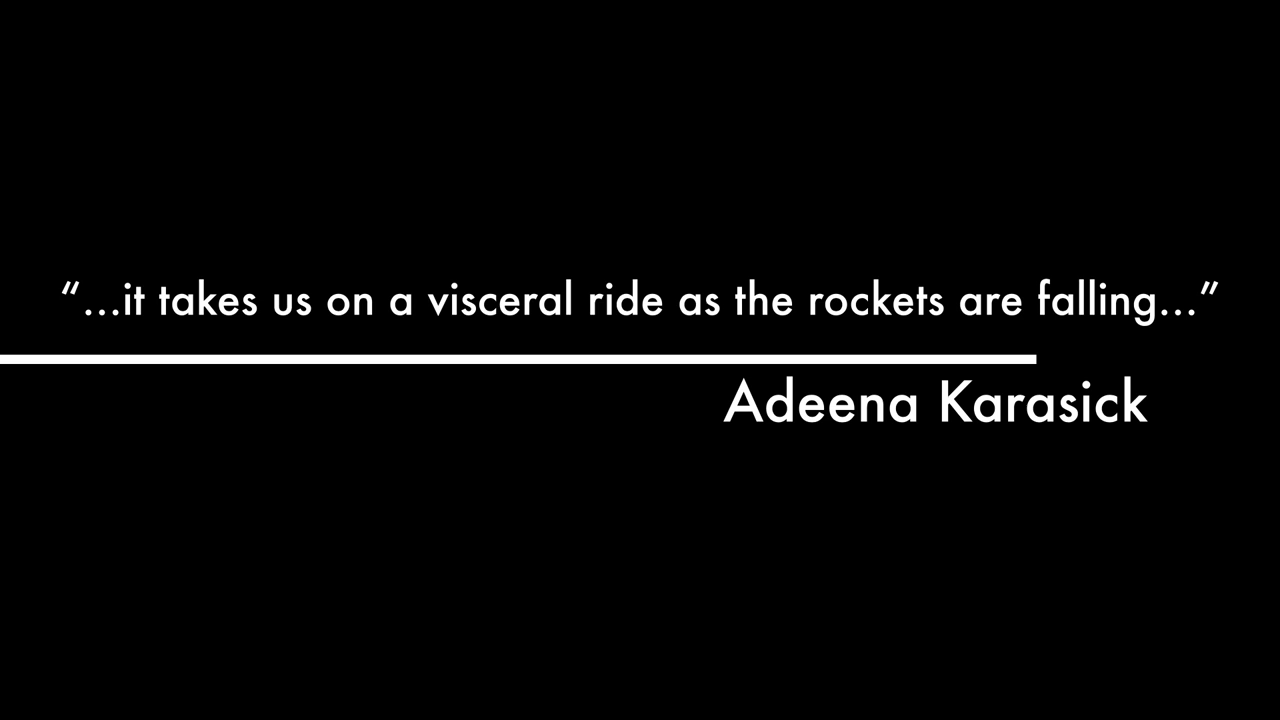 “...it takes us on a visceral ride as the rockets are falling...”
Adeena Karasick